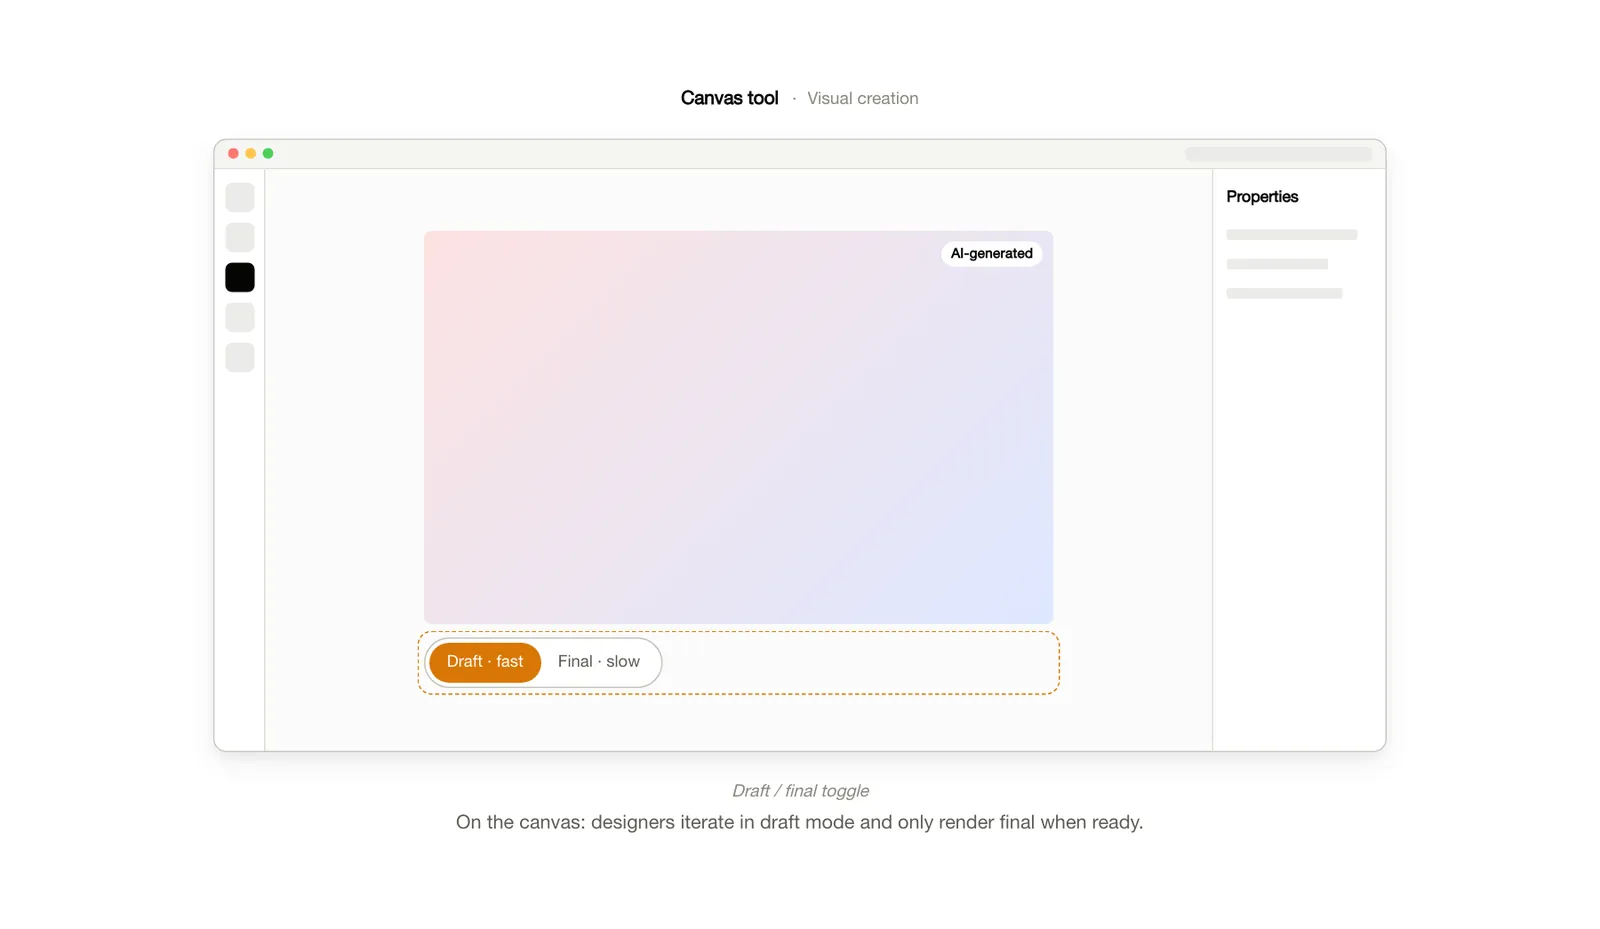 Canvas tool · Visual creation
Properties
AI-generated
Draft · fast Final · slow
Draft / final toggle
On the canvas: designers iterate in draft mode and only render final when ready.